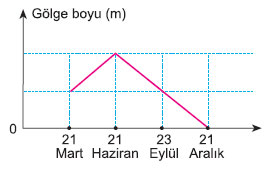 Gölge boyu (m)
0
21 21 23 21
Mart Haziran Eylül Aralık